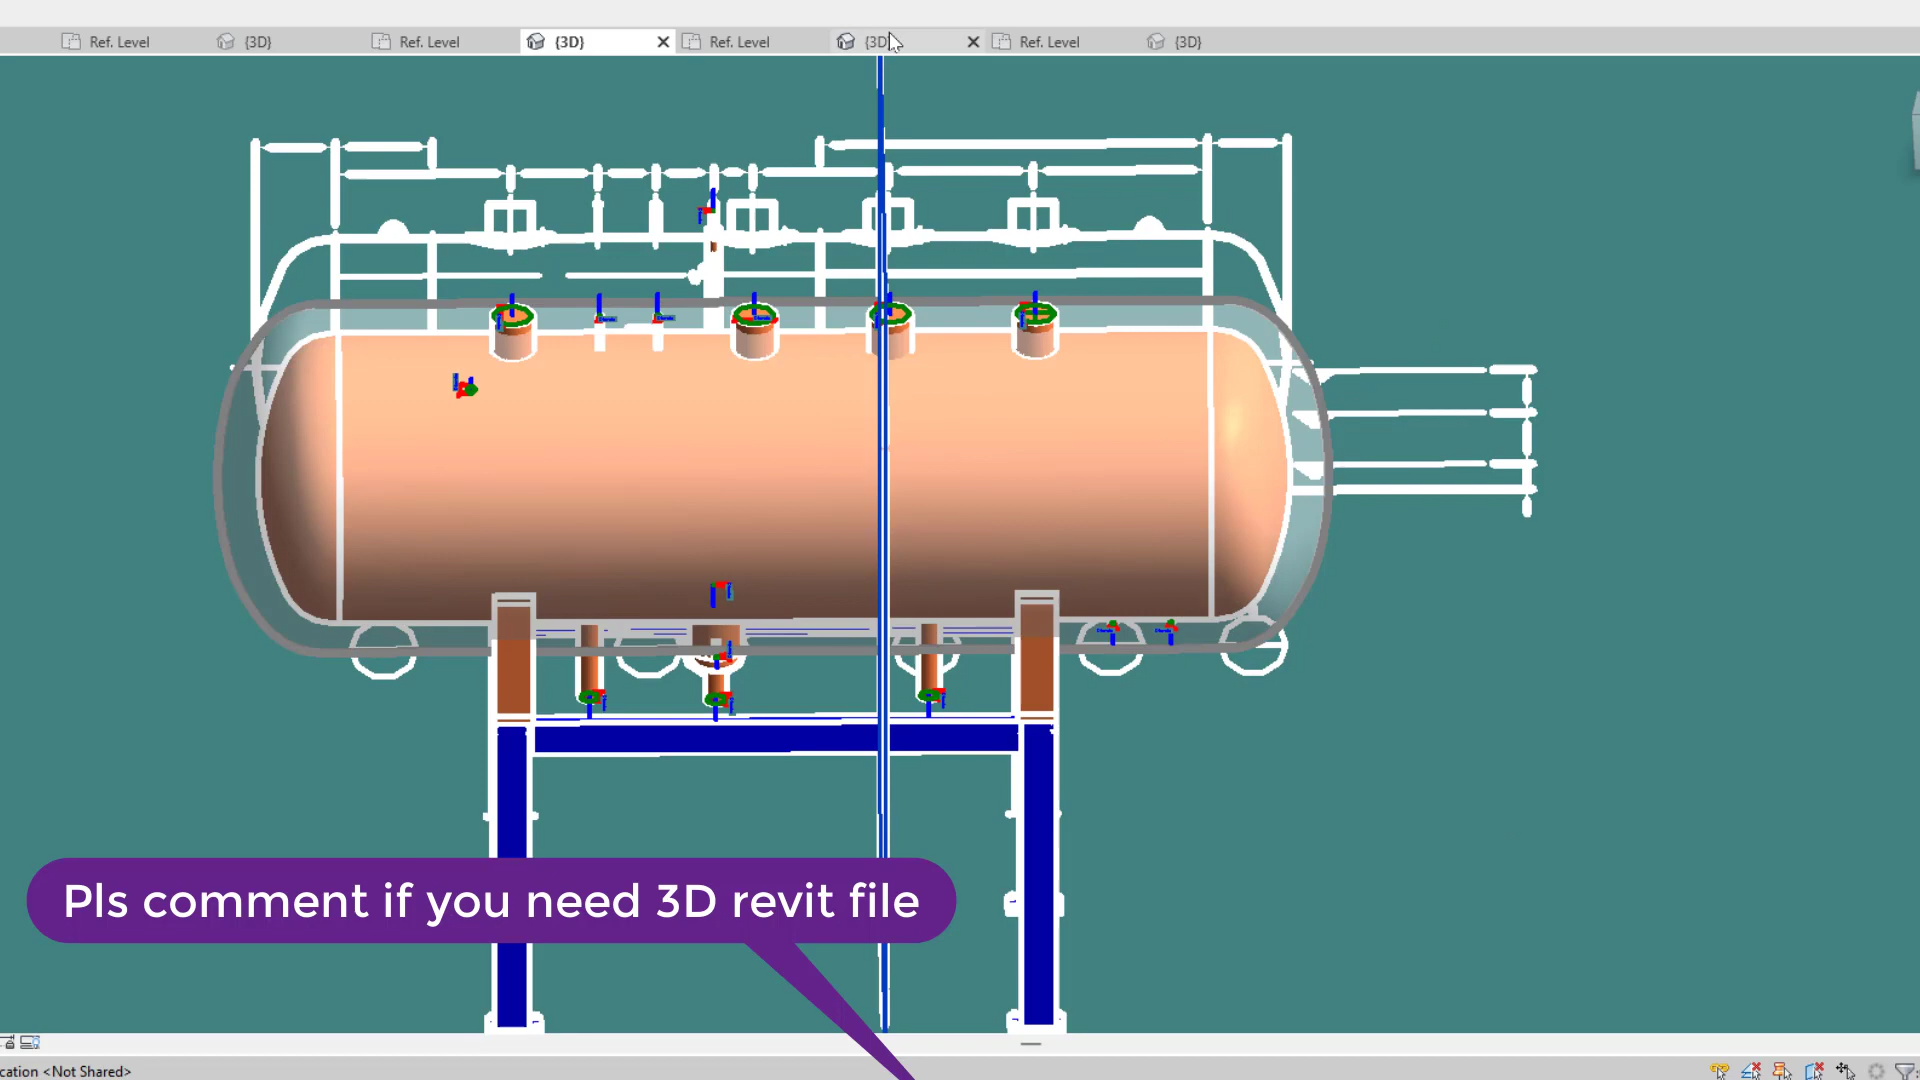 Ref. Level
{3D}
Ref. Level
{3D}
Ref. Level
{3D
Ref. Level
{3D}
Pls comment if you need 3D revit file
cation <Not Shared>